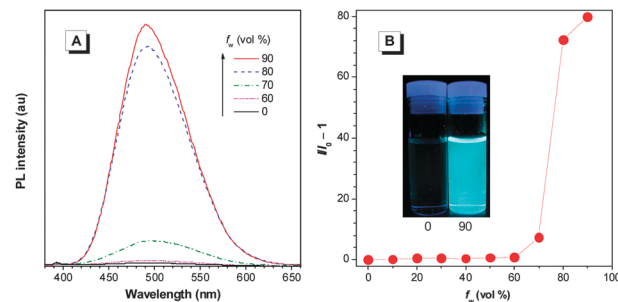 A
f_w (vol %)
90
80
70
60
0
PL intensity (au)
400 450 500 550 600 650
Wavelength (nm)
B
80
60
40
20
0
I/I_0 – 1
0 90
0 20 40 60 80 100
f_w (vol %)